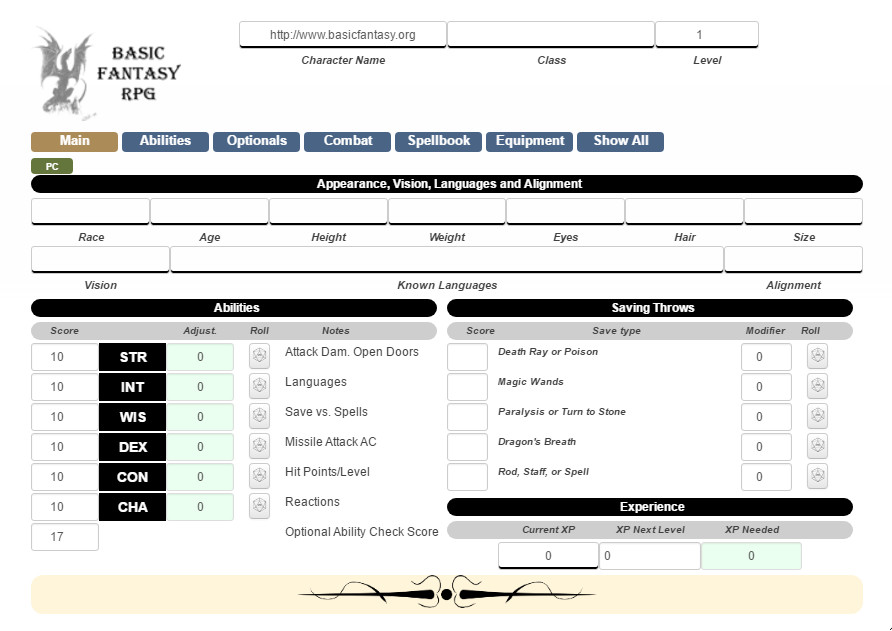 BASIC
FANTASY
RPG
http://www.basicfantasy.org 1
Character Name Class Level
Main Abilities Optionals Combat Spellbook Equipment Show All
PC
Appearance, Vision, Languages and Alignment
Race Age Height Weight Eyes Hair Size
Vision Known Languages Alignment
Abilities
Score Adjust. Roll Notes
10 STR 0 Attack Dam. Open Doors
10 INT 0 Languages
10 WIS 0 Save vs. Spells
10 DEX 0 Missile Attack AC
10 CON 0 Hit Points/Level
10 CHA 0 Reactions
17 Optional Ability Check Score
Saving Throws
Score Save type Modifier Roll
Death Ray or Poison 0
Magic Wands 0
Paralysis or Turn to Stone 0
Dragon's Breath 0
Rod, Staff, or Spell 0
Experience
Current XP XP Next Level XP Needed
0 0 0